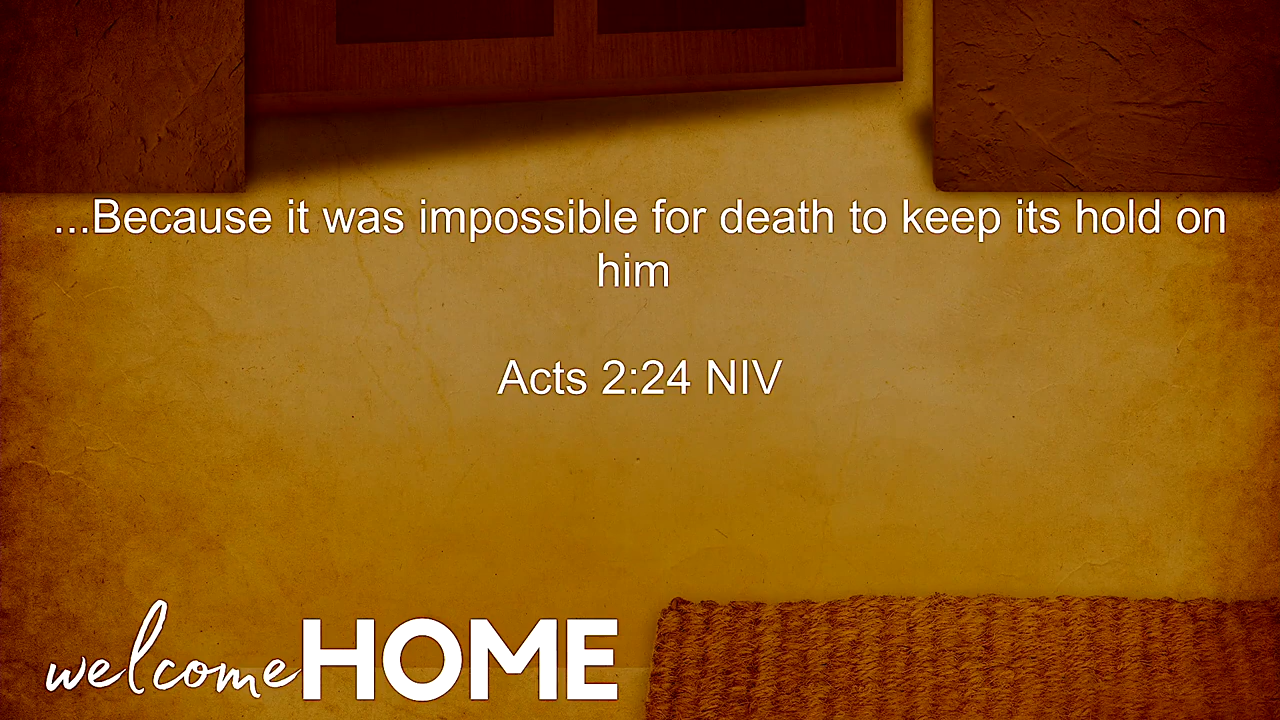 ...Because it was impossible for death to keep its hold on
him
Acts 2:24 NIV
welcomeHOME